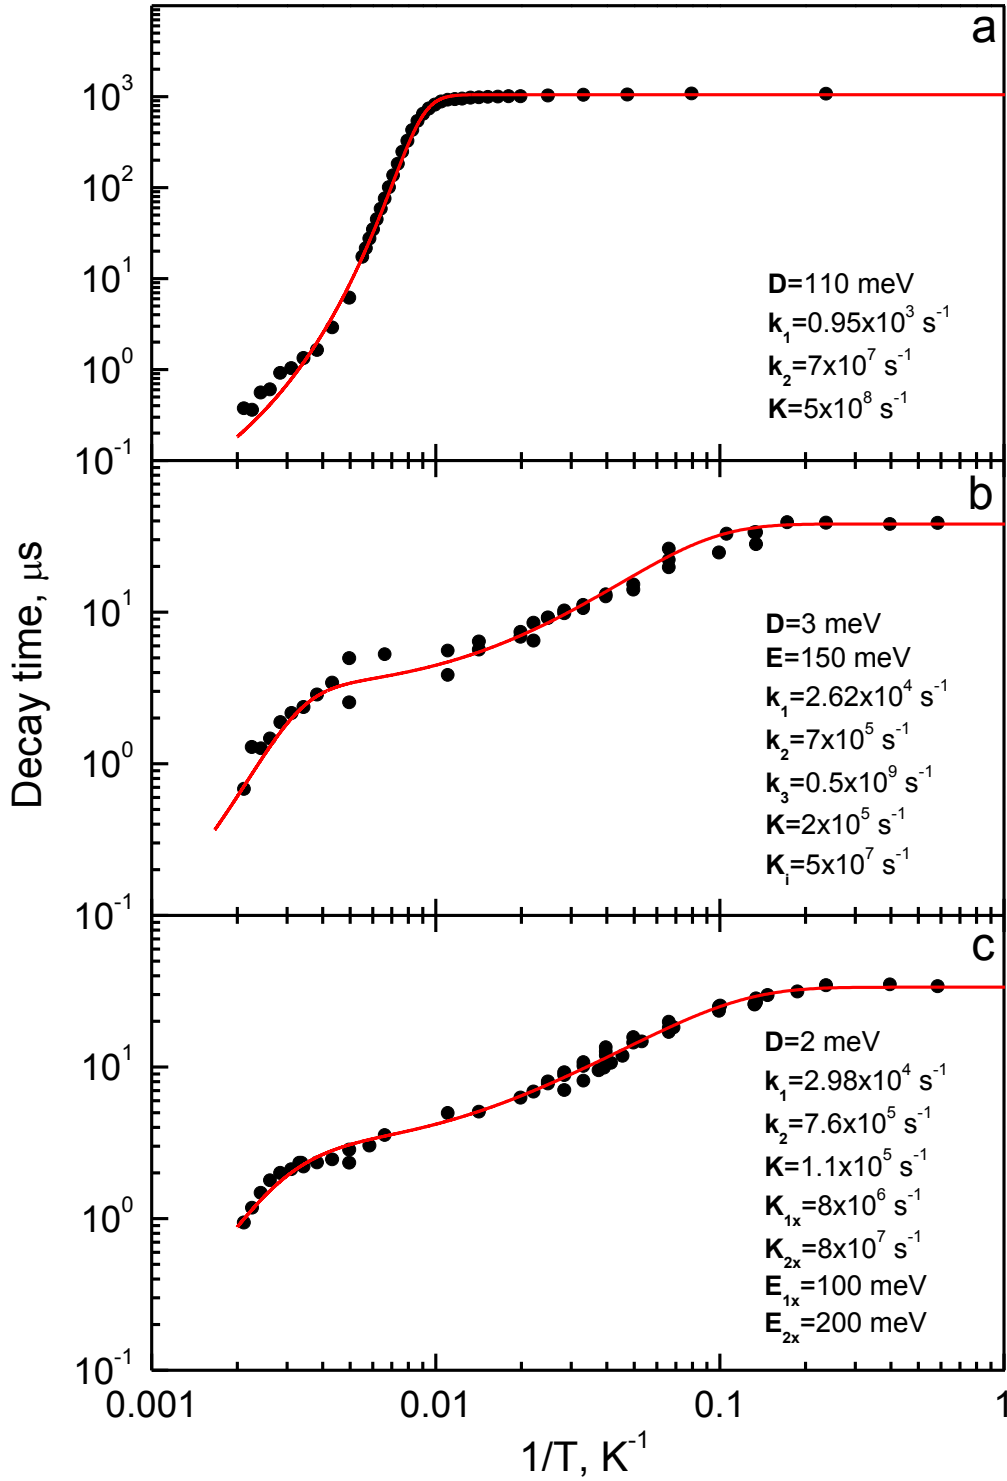 a
10³
10²
10¹
10⁰
10⁻¹
D=110 meV
k₁=0.95x10³ s⁻¹
k₂=7x10⁷ s⁻¹
K=5x10⁸ s⁻¹
b
10¹
10⁰
10⁻¹
D=3 meV
E=150 meV
k₁=2.62x10⁴ s⁻¹
k₂=7x10⁵ s⁻¹
k₃=0.5x10⁹ s⁻¹
K=2x10⁵ s⁻¹
Kᵢ=5x10⁷ s⁻¹
Decay time, μs
c
10¹
10⁰
10⁻¹
D=2 meV
k₁=2.98x10⁴ s⁻¹
k₂=7.6x10⁵ s⁻¹
K=1.1x10⁵ s⁻¹
K₁ₓ=8x10⁶ s⁻¹
K₂ₓ=8x10⁷ s⁻¹
E₁ₓ=100 meV
E₂ₓ=200 meV
0.001 0.01 0.1 1
1/T, K⁻¹